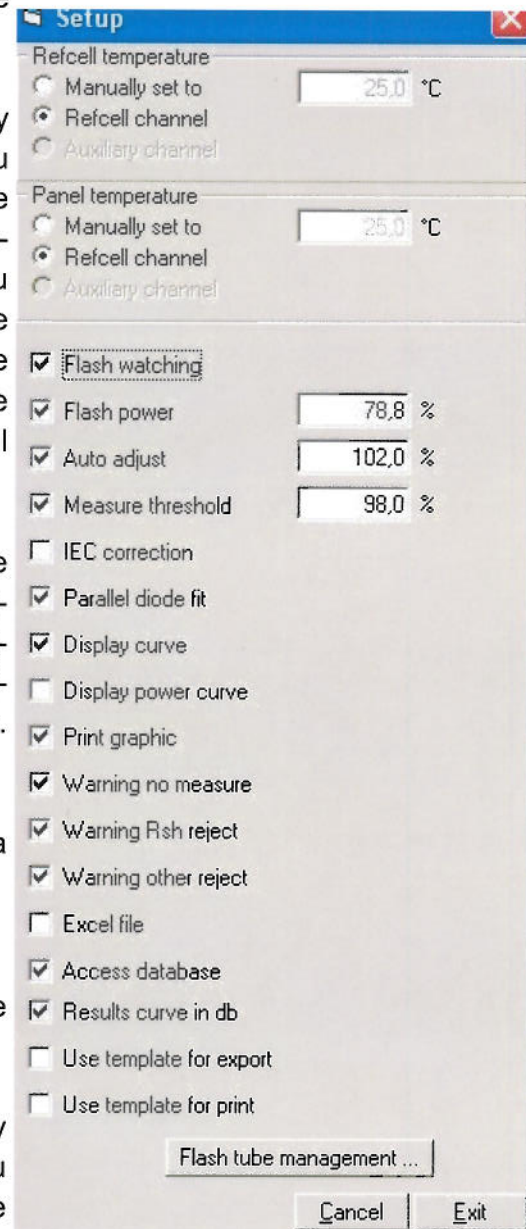 Setup
Refcell temperature
Manually set to 25,0 °C
Refcell channel
Auxiliary channel
Panel temperature
Manually set to 25,0 °C
Refcell channel
Auxiliary channel
Flash watching
Flash power 78,8 %
Auto adjust 102,0 %
Measure threshold 98,0 %
IEC correction
Parallel diode fit
Display curve
Display power curve
Print graphic
Warning no measure
Warning Rsh reject
Warning other reject
Excel file
Access database
Results curve in db
Use template for export
Use template for print
Flash tube management ...
Cancel Exit